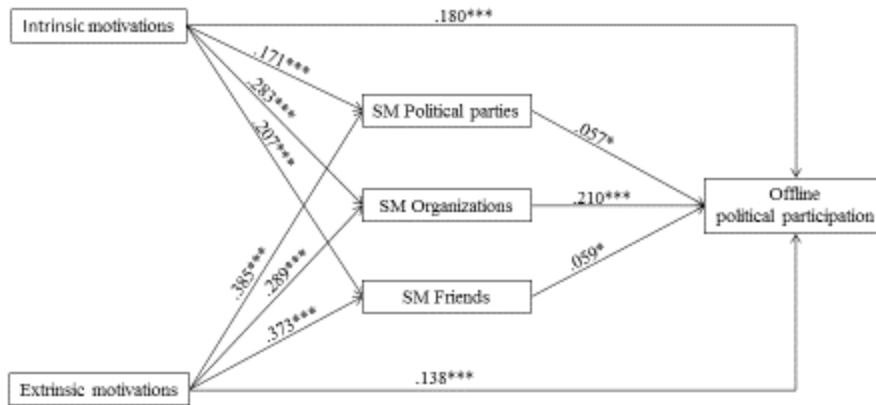 Intrinsic motivations
.180***
.171***
.283***
.207***
SM Political parties
.057*
SM Organizations
.210***
Offline
political participation
.385***
.289***
.373***
SM Friends
.059*
Extrinsic motivations
.138***